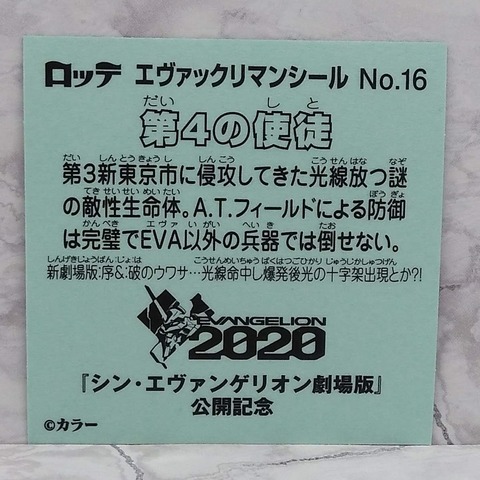 ロッテ エヴァックリマンシール No.16
だい しと
第4の使徒
だい しんとうきょうし しんこう こうせんはな なぞ
第3新東京市に侵攻してきた光線放つ謎
てきせいせいめいたい ぼうぎょ
の敵性生命体。A.T.フィールドによる防御
かんぺき エヴァいがい へいき たお
は完璧でEVA以外の兵器では倒せない。
しんげきじょうばん:じょ:は こうせんめいちゅうばくはつごひかり じゅうじかしゅつげん
新劇場版:序&:破のウワサ…光線命中し爆発後光の十字架出現とか?!
EVANGELION
2020
『シン・エヴァンゲリオン劇場版』
公開記念
©カラー